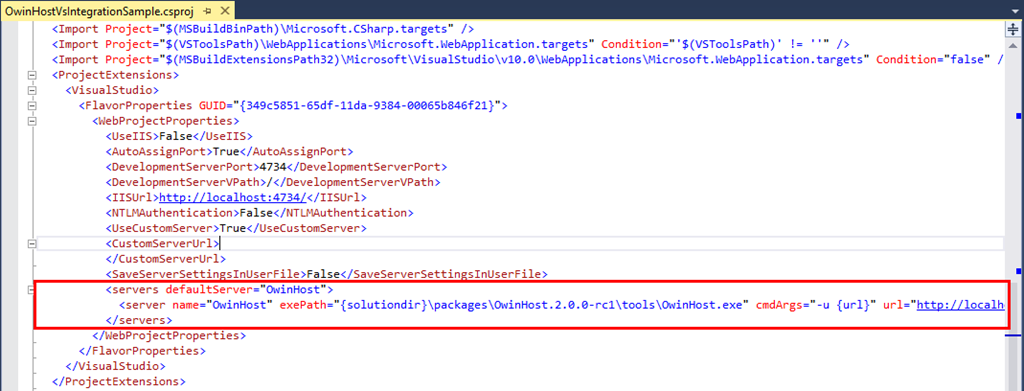 OwinHostVsIntegrationSample.csproj
<Import Project="$(MSBuildBinPath)\Microsoft.CSharp.targets" />
<Import Project="$(VSToolsPath)\WebApplications\Microsoft.WebApplication.targets" Condition="'$(VSToolsPath)' != ''" />
<Import Project="$(MSBuildExtensionsPath32)\Microsoft\VisualStudio\v10.0\WebApplications\Microsoft.WebApplication.targets" Condition="false" /
<ProjectExtensions>
<VisualStudio>
<FlavorProperties GUID="{349c5851-65df-11da-9384-00065b846f21}">
<WebProjectProperties>
<UseIIS>False</UseIIS>
<AutoAssignPort>True</AutoAssignPort>
<DevelopmentServerPort>4734</DevelopmentServerPort>
<DevelopmentServerVPath>/</DevelopmentServerVPath>
<IISUrl>http://localhost:4734/</IISUrl>
<NTLMAuthentication>False</NTLMAuthentication>
<UseCustomServer>True</UseCustomServer>
<CustomServerUrl>
</CustomServerUrl>
<SaveServerSettingsInUserFile>False</SaveServerSettingsInUserFile>
<servers defaultServer="OwinHost">
<server name="OwinHost" exePath="{solutiondir}\packages\OwinHost.2.0.0-rc1\tools\OwinHost.exe" cmdArgs="-u {url}" url="http://localh
</servers>
</WebProjectProperties>
</FlavorProperties>
</VisualStudio>
</ProjectExtensions>